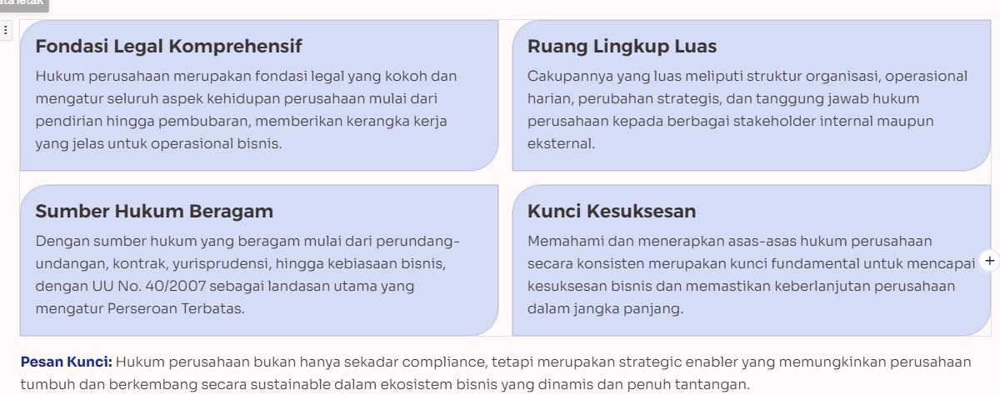 Fondasi Legal Komprehensif
Hukum perusahaan merupakan fondasi legal yang kokoh dan
mengatur seluruh aspek kehidupan perusahaan mulai dari
pendirian hingga pembubaran, memberikan kerangka kerja
yang jelas untuk operasional bisnis.
Ruang Lingkup Luas
Cakupannya yang luas meliputi struktur organisasi, operasional
harian, perubahan strategis, dan tanggung jawab hukum
perusahaan kepada berbagai stakeholder internal maupun
eksternal.
Sumber Hukum Beragam
Dengan sumber hukum yang beragam mulai dari perundang-
undangan, kontrak, yurisprudensi, hingga kebiasaan bisnis,
dengan UU No. 40/2007 sebagai landasan utama yang
mengatur Perseroan Terbatas.
Kunci Kesuksesan
Memahami dan menerapkan asas-asas hukum perusahaan
secara konsisten merupakan kunci fundamental untuk mencapai
kesuksesan bisnis dan memastikan keberlanjutan perusahaan
dalam jangka panjang.
Pesan Kunci: Hukum perusahaan bukan hanya sekadar compliance, tetapi merupakan strategic enabler yang memungkinkan perusahaan
tumbuh dan berkembang secara sustainable dalam ekosistem bisnis yang dinamis dan penuh tantangan.